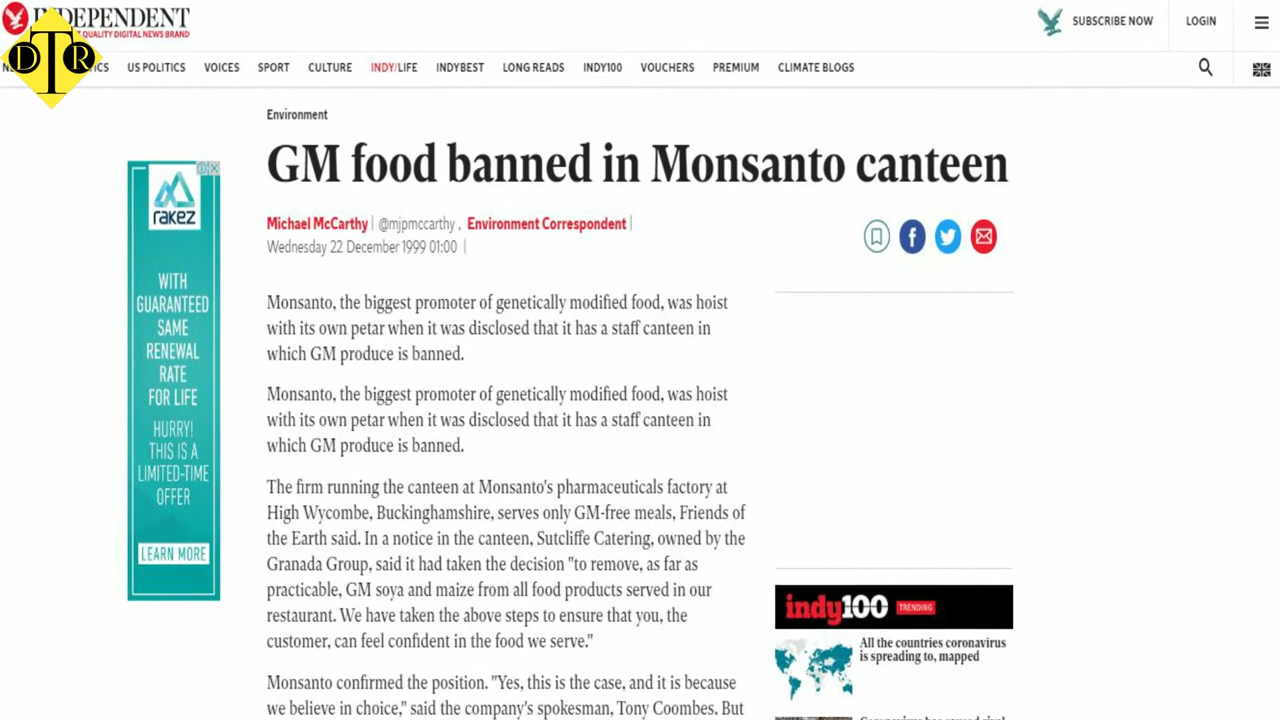 INDEPENDENT
QUALITY DIGITAL NEWS BRAND
SUBSCRIBE NOW
LOGIN
DTR
US POLITICS
VOICES
SPORT
CULTURE
INDY/LIFE
INDYBEST
LONG READS
INDY100
VOUCHERS
PREMIUM
CLIMATE BLOGS
Environment
GM food banned in Monsanto canteen
Michael McCarthy | @mjpmccarthy , Environment Correspondent |
Wednesday 22 December 1999 01:00 |
rakez
WITH
GUARANTEED
SAME
RENEWAL
RATE
FOR LIFE
HURRY!
THIS IS A
LIMITED-TIME
OFFER
LEARN MORE
Monsanto, the biggest promoter of genetically modified food, was hoist
with its own petar when it was disclosed that it has a staff canteen in
which GM produce is banned.
Monsanto, the biggest promoter of genetically modified food, was hoist
with its own petar when it was disclosed that it has a staff canteen in
which GM produce is banned.
The firm running the canteen at Monsanto's pharmaceuticals factory at
High Wycombe, Buckinghamshire, serves only GM-free meals, Friends of
the Earth said. In a notice in the canteen, Sutcliffe Catering, owned by the
Granada Group, said it had taken the decision "to remove, as far as
practicable, GM soya and maize from all food products served in our
restaurant. We have taken the above steps to ensure that you, the
customer, can feel confident in the food we serve."
Monsanto confirmed the position. "Yes, this is the case, and it is because
we believe in choice," said the company's spokesman, Tony Coombes. But
indy100 TRENDING
All the countries coronavirus
is spreading to, mapped